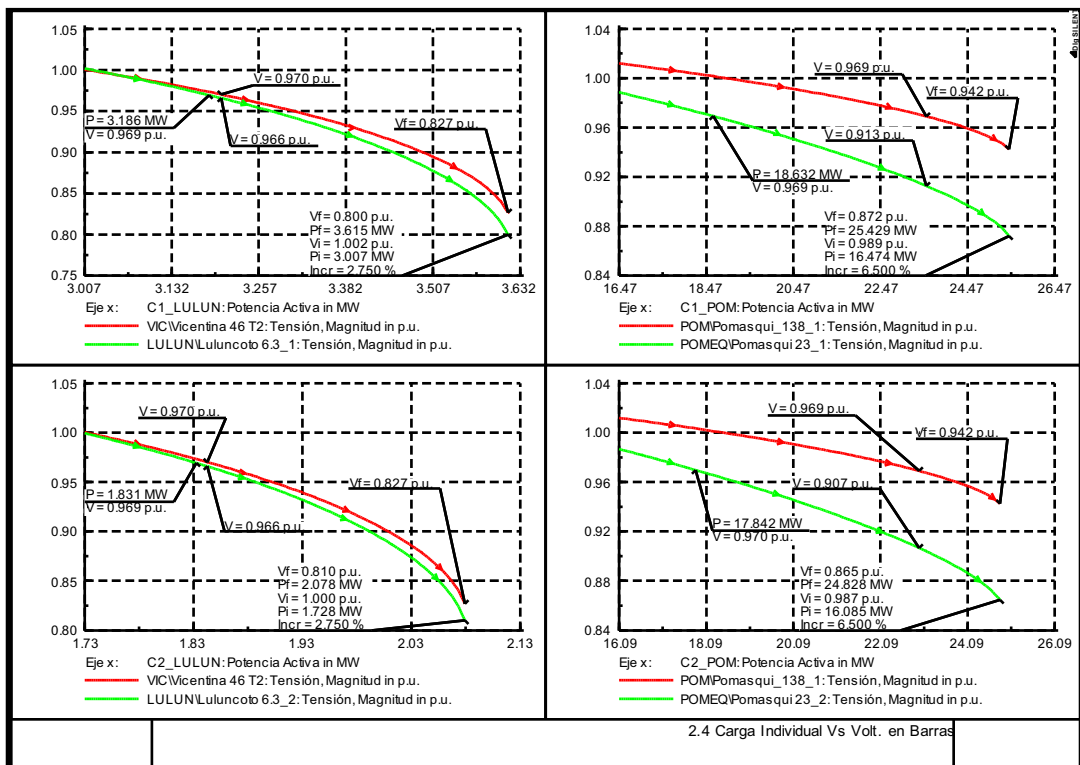 1.05
1.00
0.95
0.90
0.85
0.80
0.75
3.007
3.132
3.257
3.382
3.507
3.632
V = 0.970 p.u.
P = 3.186 MW
V = 0.969 p.u.
V = 0.966 p.u.
Vf = 0.827 p.u.
Vf = 0.800 p.u.
Pf = 3.615 MW
Vi = 1.002 p.u.
Pi = 3.007 MW
Incr = 2.750 %
Eje x: C1_LULUN: Potencia Activa in MW
VIC\Vicentina 46 T2: Tensión, Magnitud in p.u.
LULUN\Luluncoto 6.3_1: Tensión, Magnitud in p.u.
1.04
1.00
0.96
0.92
0.88
0.84
16.47
18.47
20.47
22.47
24.47
26.47
V = 0.969 p.u.
Vf = 0.942 p.u.
V = 0.913 p.u.
P = 18.632 MW
V = 0.969 p.u.
Vf = 0.872 p.u.
Pf = 25.429 MW
Vi = 0.989 p.u.
Pi = 16.474 MW
Incr = 6.500 %
Eje x: C1_POM: Potencia Activa in MW
POM\Pomasqui_138_1: Tensión, Magnitud in p.u.
POMEQ\Pomasqui 23_1: Tensión, Magnitud in p.u.
DIgSILENT
1.05
1.00
0.95
0.90
0.85
0.80
1.73
1.83
1.93
2.03
2.13
V = 0.970 p.u.
P = 1.831 MW
V = 0.969 p.u.
V = 0.966 p.u.
Vf = 0.827 p.u.
Vf = 0.810 p.u.
Pf = 2.078 MW
Vi = 1.000 p.u.
Pi = 1.728 MW
Incr = 2.750 %
Eje x: C2_LULUN: Potencia Activa in MW
VIC\Vicentina 46 T2: Tensión, Magnitud in p.u.
LULUN\Luluncoto 6.3_2: Tensión, Magnitud in p.u.
1.04
1.00
0.96
0.92
0.88
0.84
16.09
18.09
20.09
22.09
24.09
26.09
V = 0.969 p.u.
Vf = 0.942 p.u.
V = 0.907 p.u.
P = 17.842 MW
V = 0.970 p.u.
Vf = 0.865 p.u.
Pf = 24.828 MW
Vi = 0.987 p.u.
Pi = 16.085 MW
Incr = 6.500 %
Eje x: C2_POM: Potencia Activa in MW
POM\Pomasqui_138_1: Tensión, Magnitud in p.u.
POMEQ\Pomasqui 23_2: Tensión, Magnitud in p.u.
2.4 Carga Individual Vs Volt. en Barras